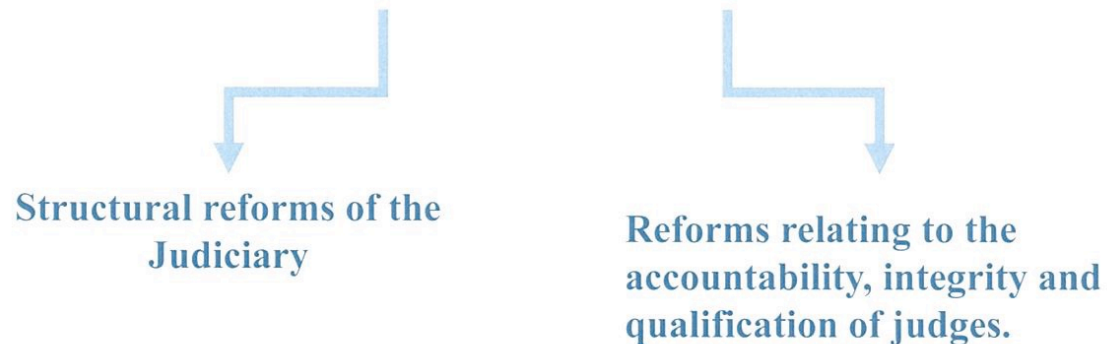 Structural reforms of the
Judiciary
Reforms relating to the
accountability, integrity and
qualification of judges.